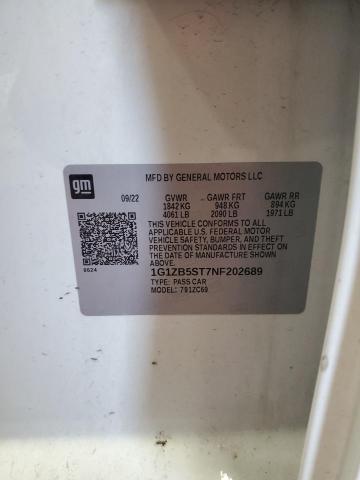 gm
MFD BY GENERAL MOTORS LLC
09/22 GVWR GAWR FRT GAWR RR
1842 KG 948 KG 894 KG
4061 LB 2090 LB 1971 LB
THIS VEHICLE CONFORMS TO ALL
APPLICABLE U.S. FEDERAL MOTOR
VEHICLE SAFETY, BUMPER, AND THEFT
PREVENTION STANDARDS IN EFFECT ON
THE DATE OF MANUFACTURE SHOWN
ABOVE.
6624
1G1ZB5ST7NF202689
TYPE: PASS CAR
MODEL: 791ZC69